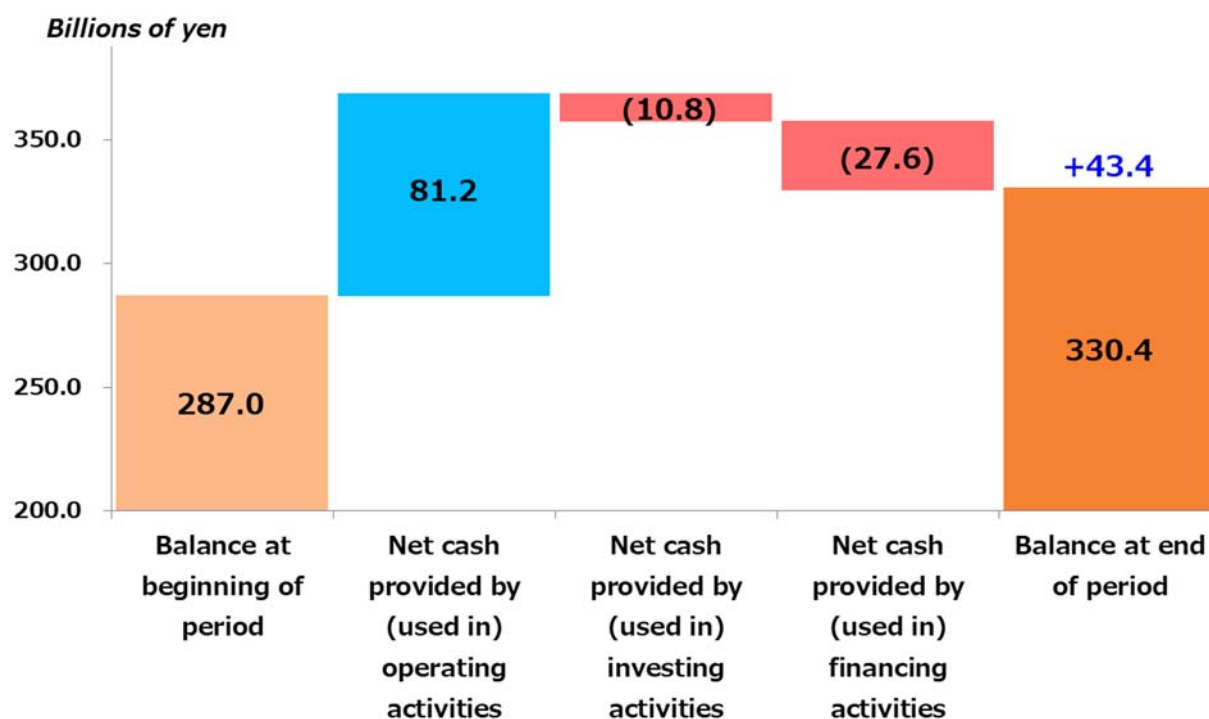 Billions of yen
350.0
300.0
250.0
200.0
287.0
81.2
(10.8)
(27.6)
+43.4
330.4
Balance at
beginning of
period
Net cash
provided by
(used in)
operating
activities
Net cash
provided by
(used in)
investing
activities
Net cash
provided by
(used in)
financing
activities
Balance at end
of period